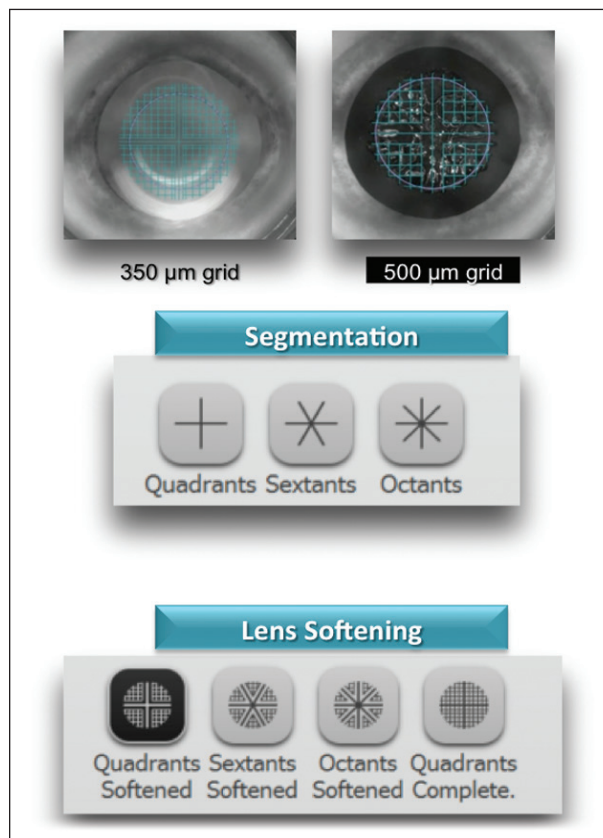 350 µm grid 500 µm grid
Segmentation
Quadrants Sextants Octants
Lens Softening
Quadrants Sextants Octants Quadrants
Softened Softened Softened Complete.